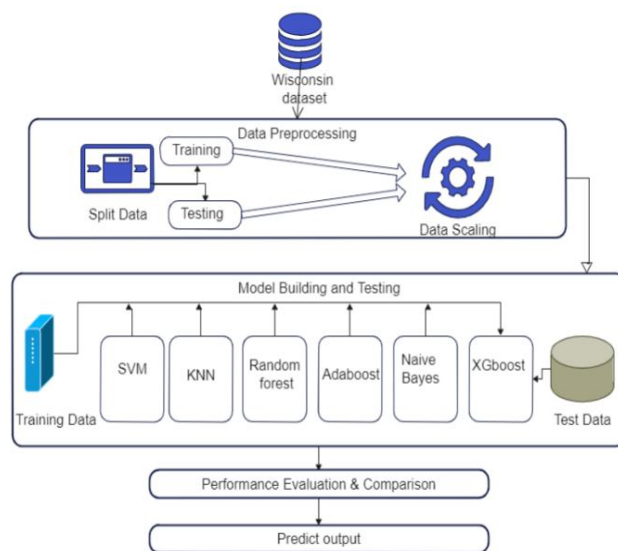 Wisconsin
dataset
Data Preprocessing
Training
Split Data
Testing
Data Scaling
Model Building and Testing
SVM
KNN
Random
forest
Adaboost
Naive
Bayes
XGboost
Training Data
Test Data
Performance Evaluation & Comparison
Predict output